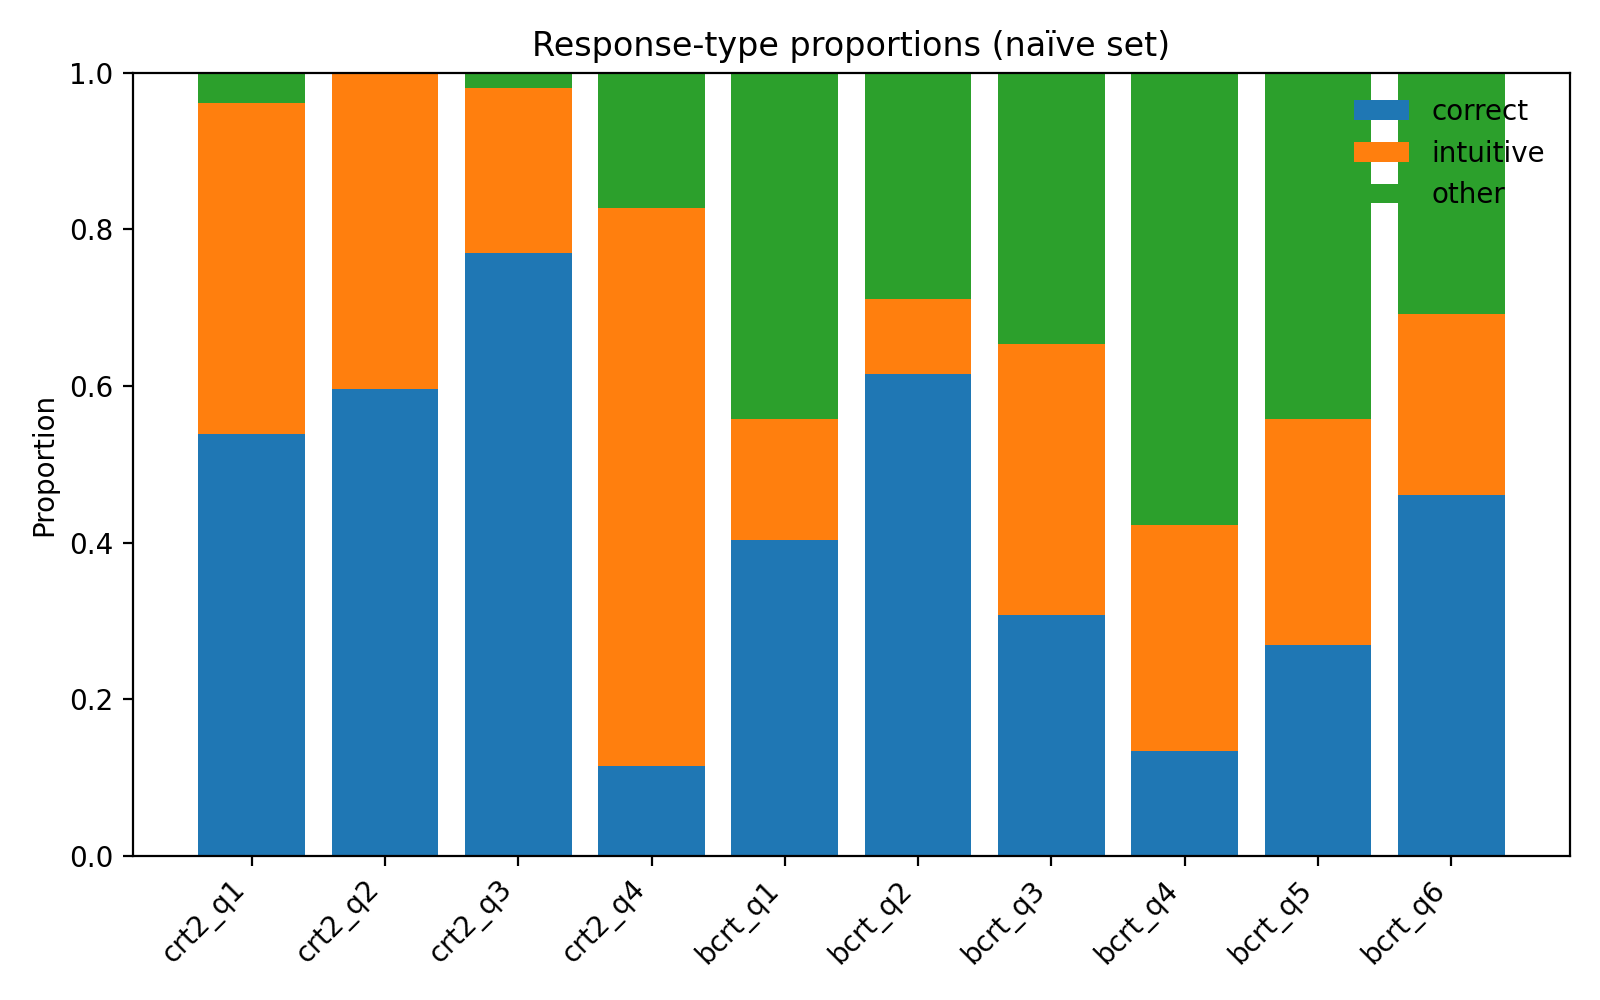 Response-type proportions (naïve set)
1.0
0.8
0.6
0.4
0.2
0.0
Proportion
correct
intuitive
other
crt2_q1
crt2_q2
crt2_q3
crt2_q4
bcrt_q1
bcrt_q2
bcrt_q3
bcrt_q4
bcrt_q5
bcrt_q6